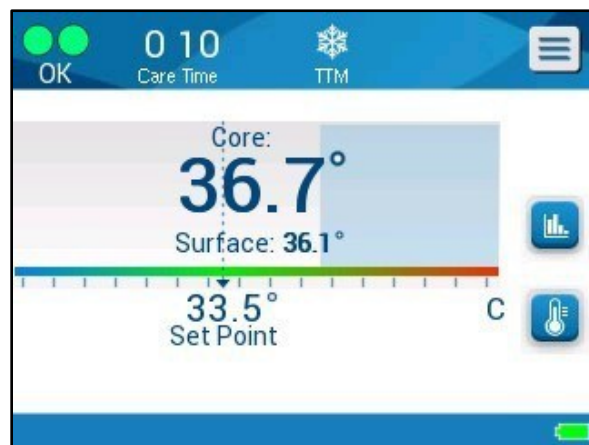 OK
0 10
Care Time
TTM
Core:
36.7°
Surface: 36.1°
33.5°
Set Point
C